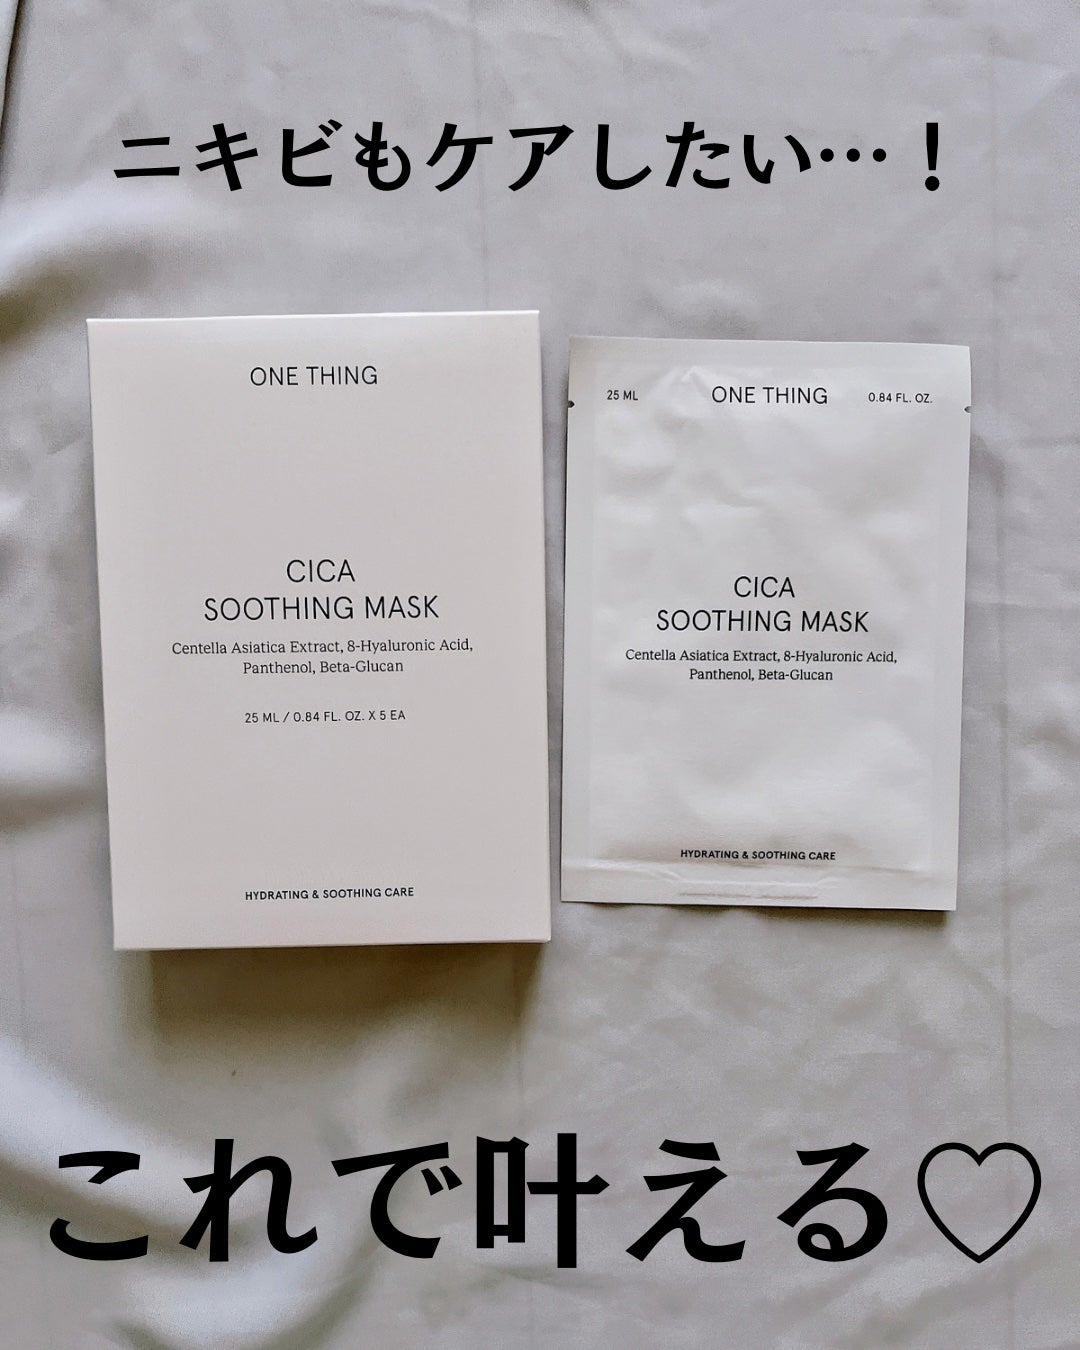 ニキビもケアしたい…！
ONE THING
CICA
SOOTHING MASK
Centella Asiatica Extract, 8-Hyaluronic Acid,
Panthenol, Beta-Glucan
25 ML / 0.84 FL. OZ. X 5 EA
HYDRATING & SOOTHING CARE
25 ML ONE THING 0.84 FL. OZ.
CICA
SOOTHING MASK
Centella Asiatica Extract, 8-Hyaluronic Acid,
Panthenol, Beta-Glucan
HYDRATING & SOOTHING CARE
これで叶える♡